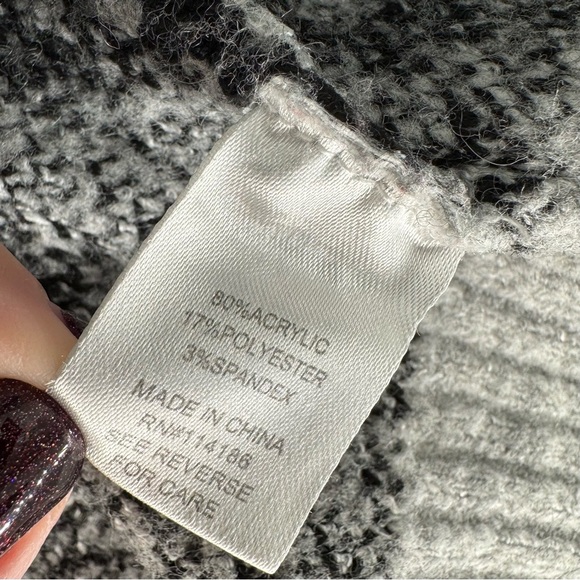 80%ACRYLIC
17%POLYESTER
3%SPANDEX
MADE IN CHINA
RN#114186
SEE REVERSE
FOR CARE